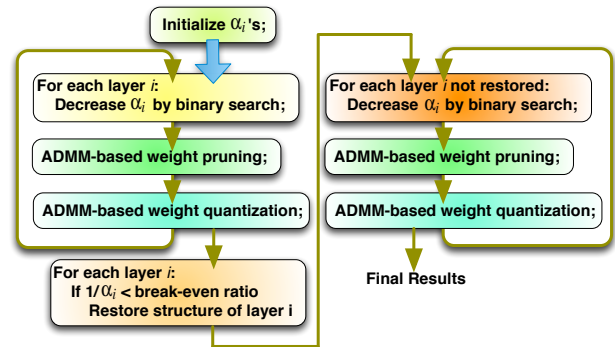 Initialize αi's;
For each layer i:
Decrease αi by binary search;
ADMM-based weight pruning;
ADMM-based weight quantization;
For each layer i:
If 1/αi < break-even ratio
Restore structure of layer i
For each layer i not restored:
Decrease αi by binary search;
ADMM-based weight pruning;
ADMM-based weight quantization;
Final Results